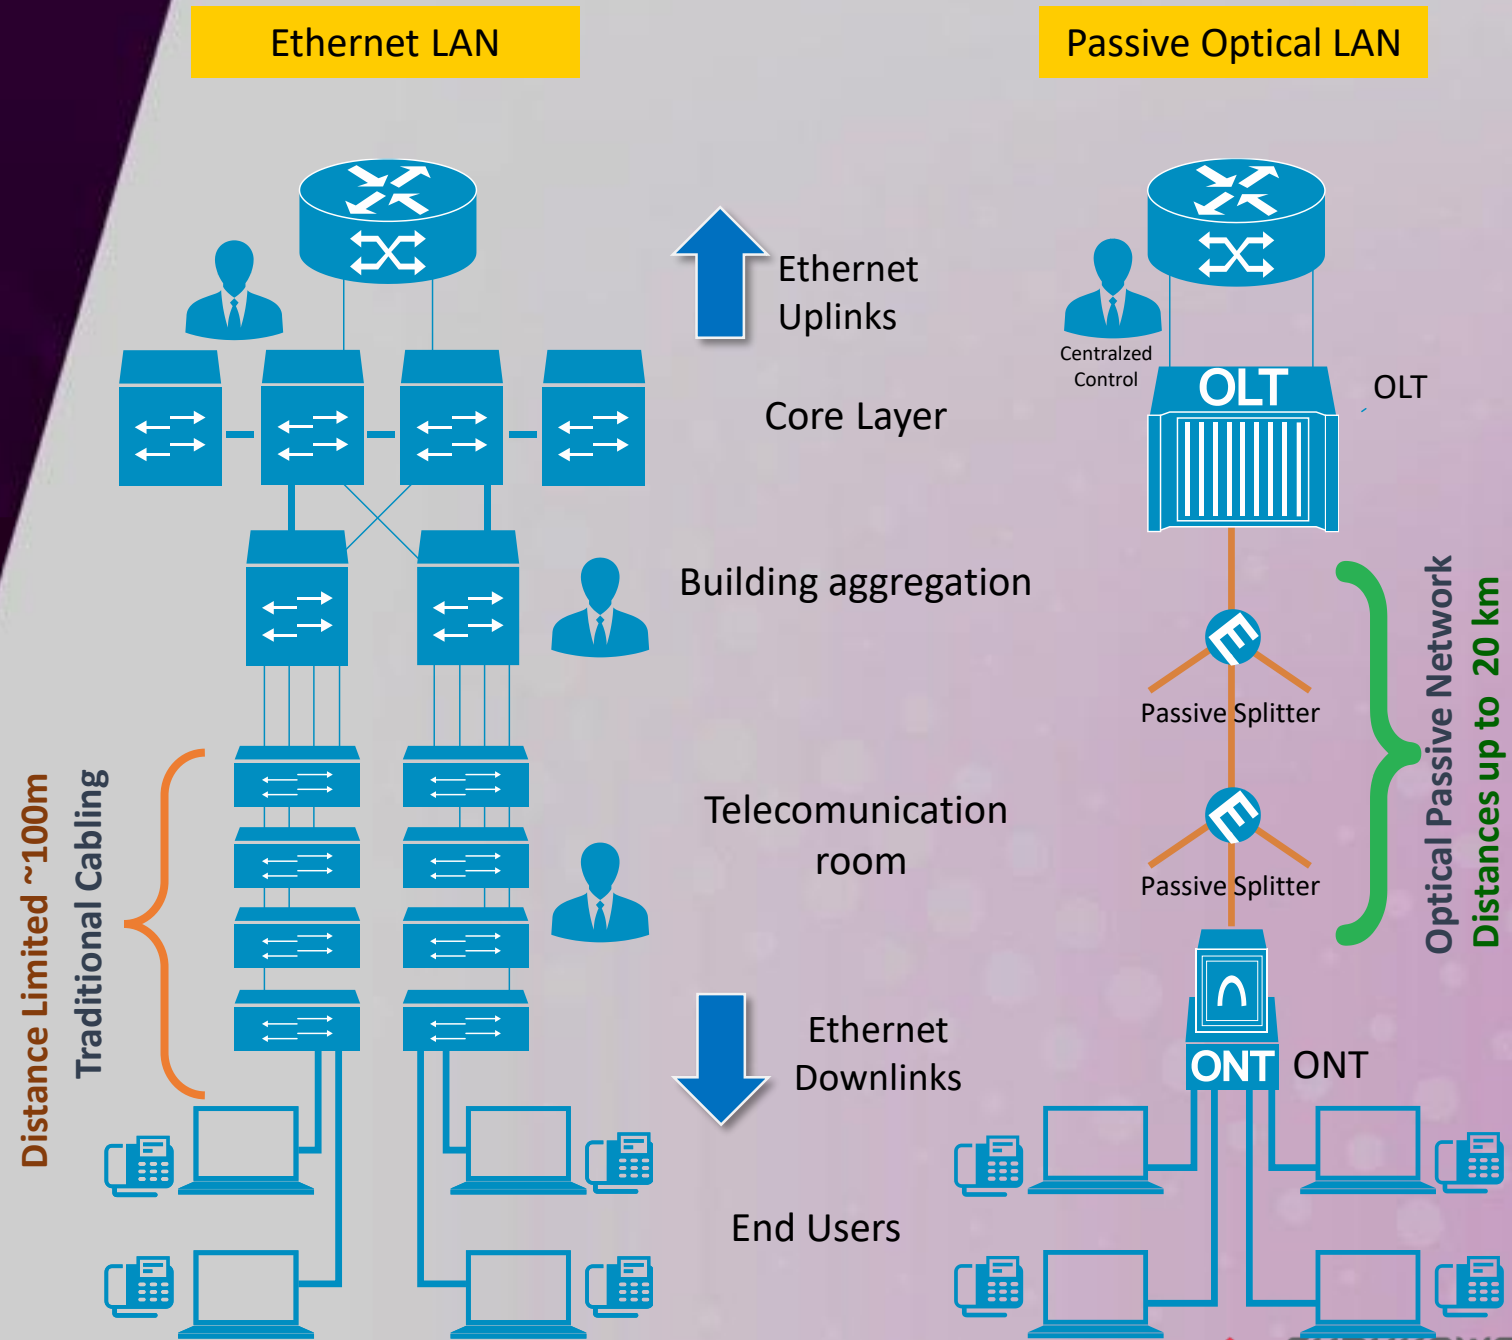 Ethernet LAN
Passive Optical LAN
Ethernet
Uplinks
Centralzed
Control
OLT
OLT
Core Layer
Building aggregation
Passive Splitter
Optical Passive Network
Distances up to 20 km
Distance Limited ~100m
Traditional Cabling
Telecomunication
room
Passive Splitter
Ethernet
Downlinks
ONT
ONT
End Users